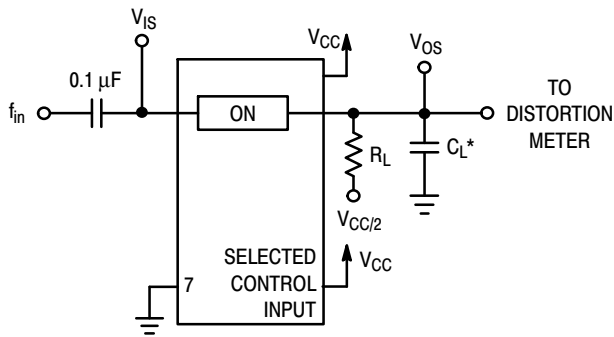 V_IS
V_CC
V_OS
0.1 μF
f_in
ON
TO
DISTORTION
METER
R_L
C_L*
V_CC/2
SELECTED
CONTROL
INPUT
V_CC
7